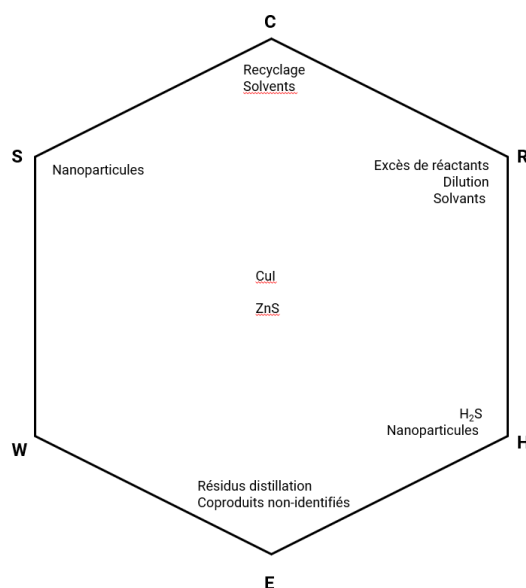 C
Recyclage
Solvents
S
R
Nanoparticules
Excès de réactants
Dilution
Solvants
CuI
ZnS
H₂S
Nanoparticules
W
H
Résidus distillation
Coproduits non-identifiés
E